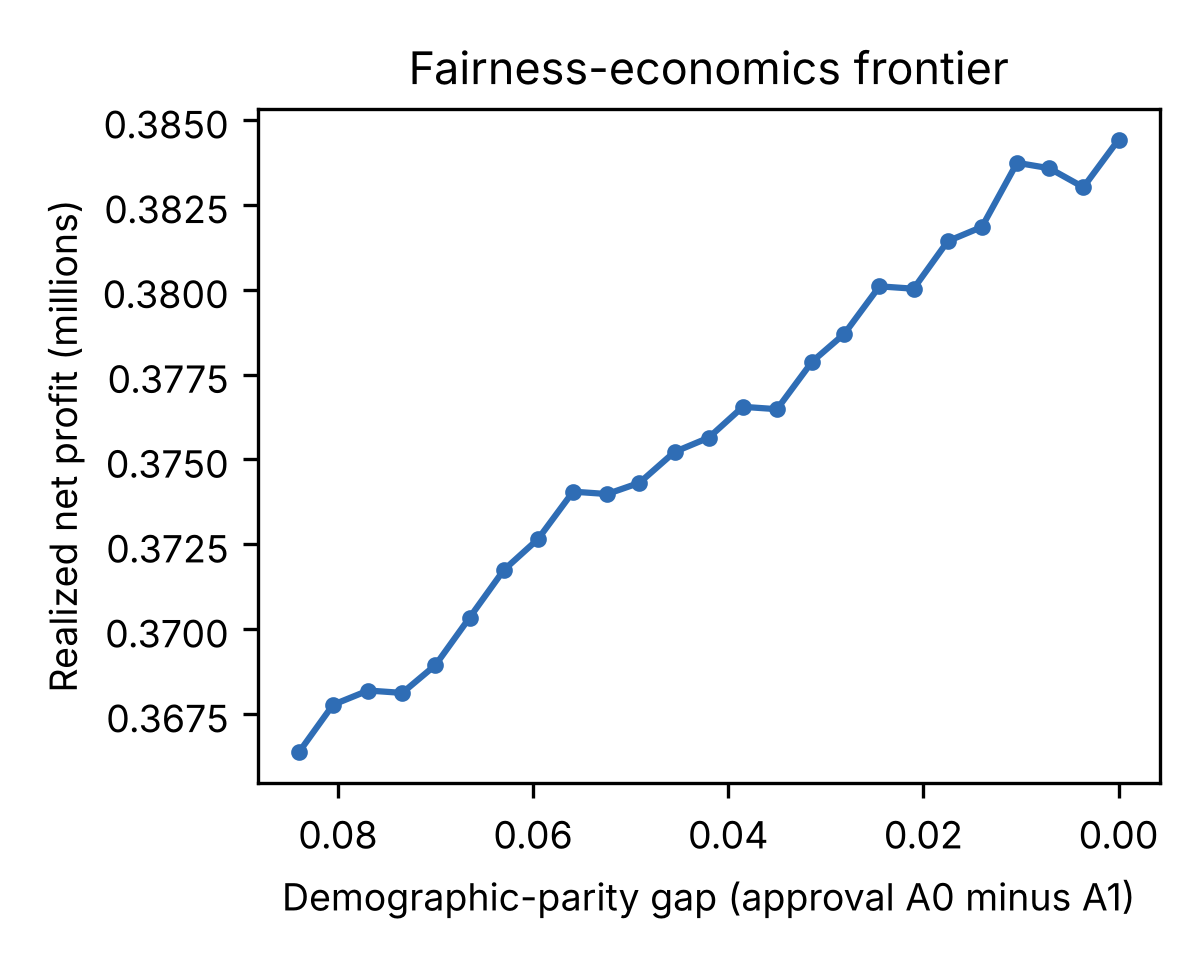 Fairness-economics frontier
0.3850
0.3825
0.3800
0.3775
0.3750
0.3725
0.3700
0.3675
Realized net profit (millions)
0.08 0.06 0.04 0.02 0.00
Demographic-parity gap (approval A0 minus A1)